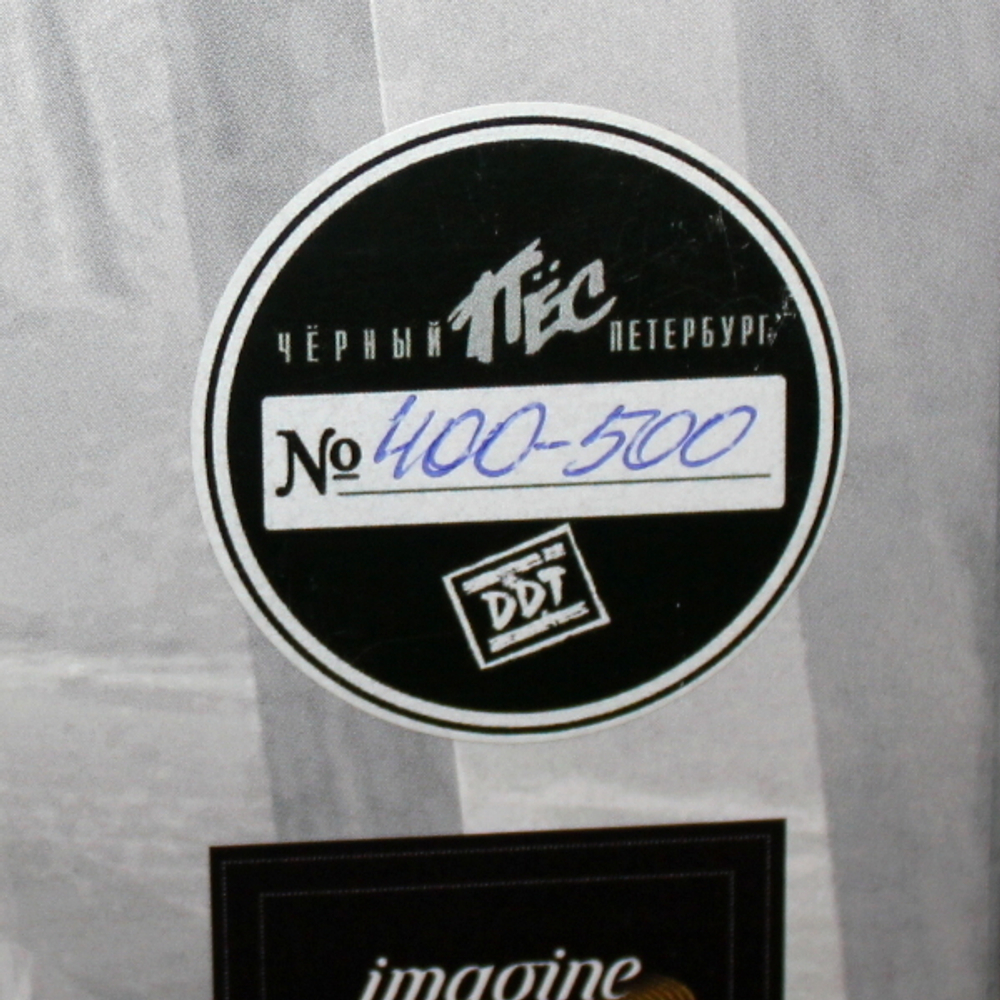 ЧЁРНЫЙ ПЁС ПЕТЕРБУРГ
№ 400-500
DDT
imagine